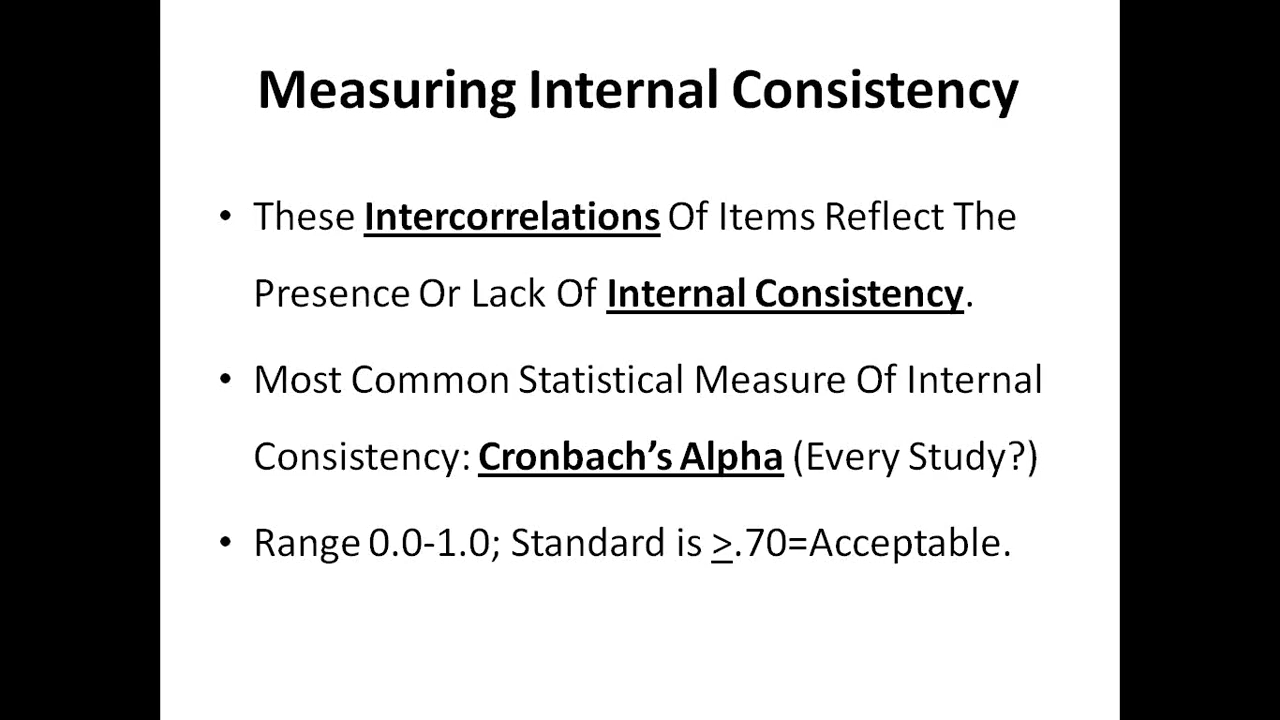 Measuring Internal Consistency
• These Intercorrelations Of Items Reflect The
Presence Or Lack Of Internal Consistency.
• Most Common Statistical Measure Of Internal
Consistency: Cronbach’s Alpha (Every Study?)
• Range 0.0-1.0; Standard is >.70=Acceptable.